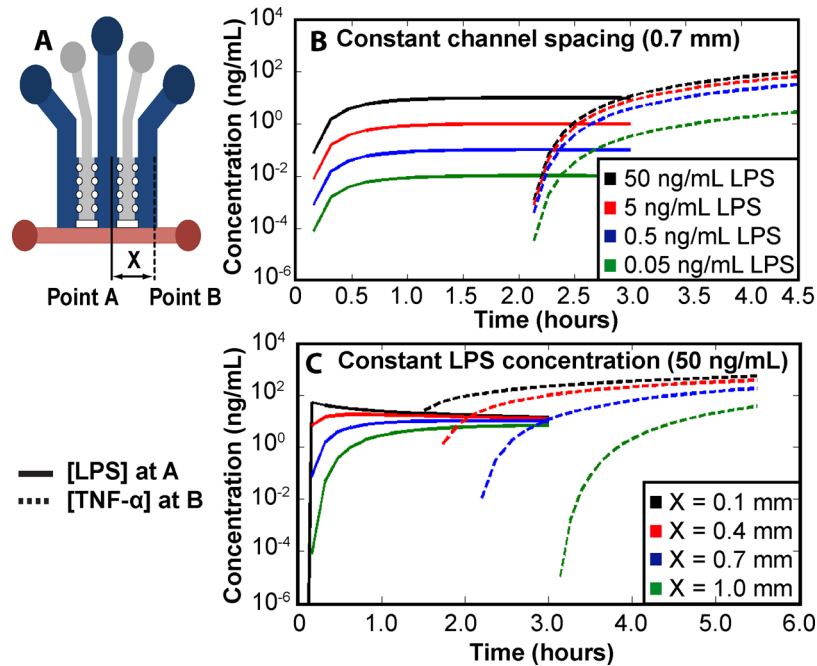 A
X
Point A Point B
[LPS] at A
[TNF-α] at B
B Constant channel spacing (0.7 mm)
Concentration (ng/mL)
10^2
10^0
10^-2
10^-4
10^-6
50 ng/mL LPS
5 ng/mL LPS
0.5 ng/mL LPS
0.05 ng/mL LPS
0 0.5 1.0 1.5 2.0 2.5 3.0 3.5 4.0 4.5
Time (hours)
C Constant LPS concentration (50 ng/mL)
Concentration (ng/mL)
10^4
10^2
10^0
10^-2
10^-4
10^-6
X = 0.1 mm
X = 0.4 mm
X = 0.7 mm
X = 1.0 mm
0 1.0 2.0 3.0 4.0 5.0 6.0
Time (hours)